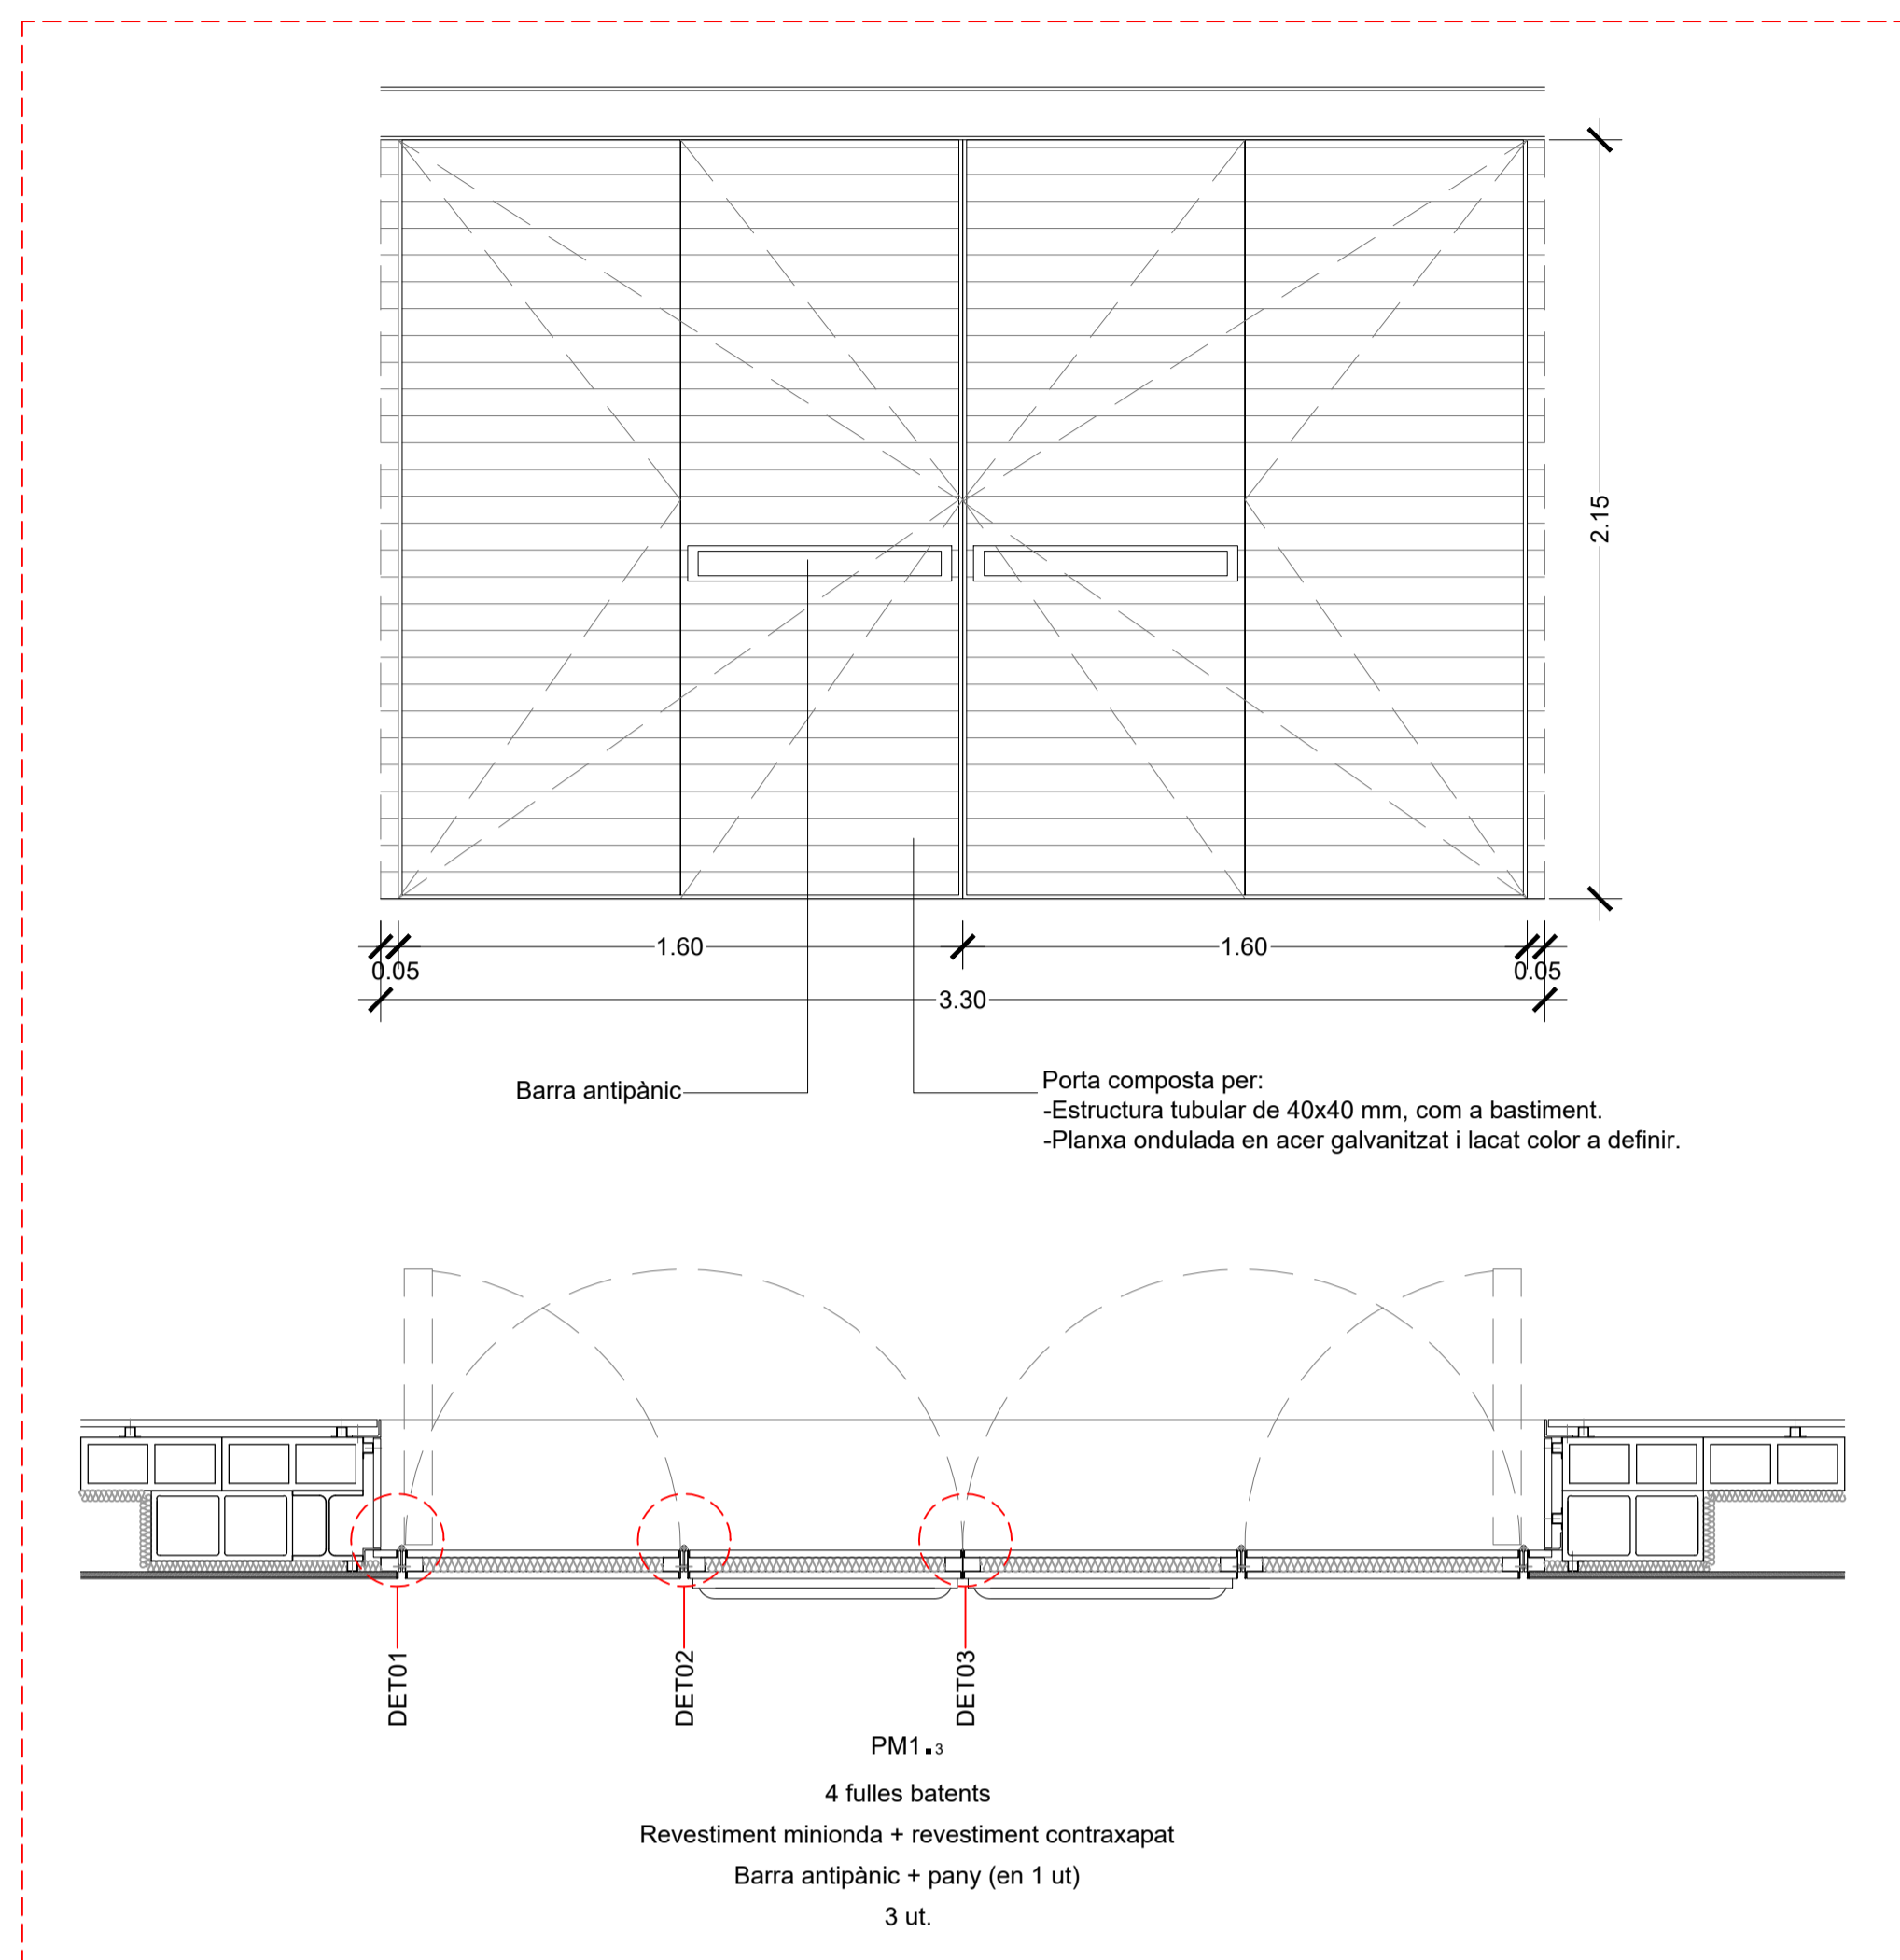 2.15
1.60
1.60
0.05
0.05
3.30
Barra antipànic
Porta composta per:
-Estructura tubular de 40x40 mm, com a bastiment.
-Planxa ondulada en acer galvanitzat i lacat color a definir.
DET01
DET02
DET03
PM1.3
4 fulles batents
Revestiment minionda + revestiment contraxapat
Barra antipànic + pany (en 1 ut)
3 ut.